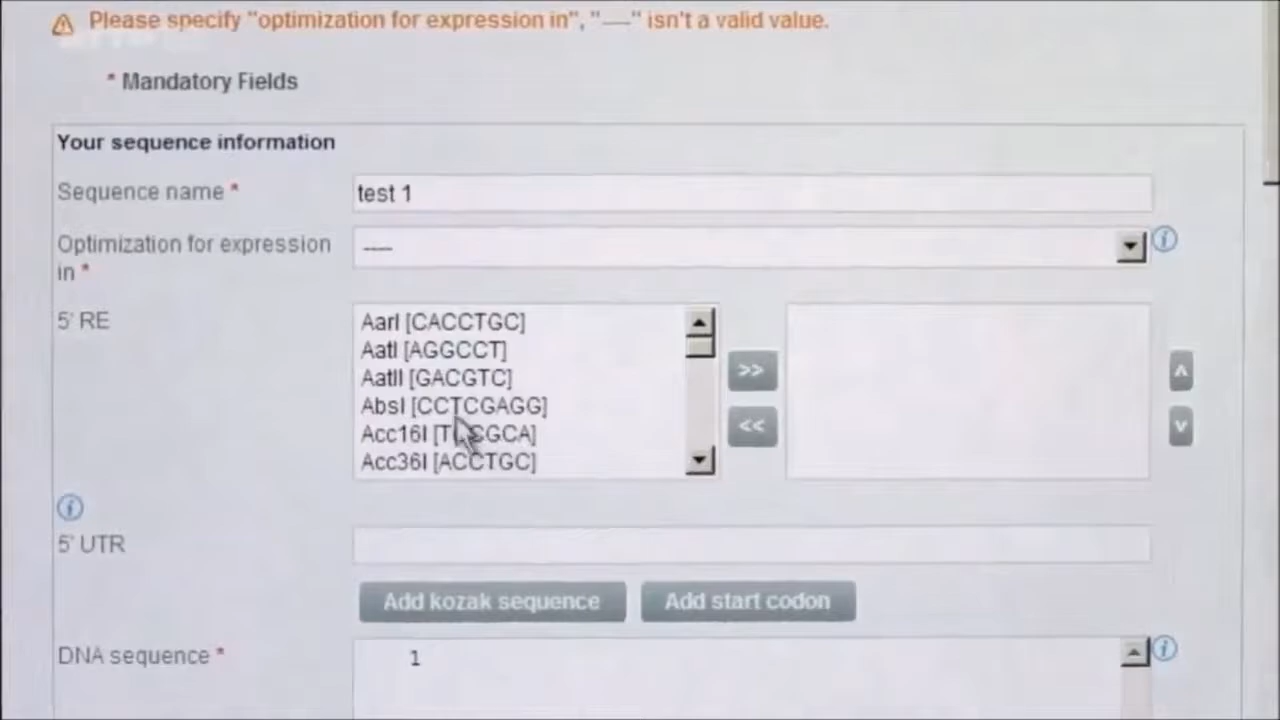 Please specify "optimization for expression in", "----" isn't a valid value.
* Mandatory Fields
Your sequence information
Sequence name *
test 1
Optimization for expression
in *
----
5' RE
AarI [CACCTGC]
AatI [AGGCCT]
AatII [GACGTC]
AbsI [CCTCGAGG]
Acc16I [TGCGCA]
Acc36I [ACCTGC]
>>
<<
^
v
i
5' UTR
Add kozak sequence
Add start codon
DNA sequence *
1